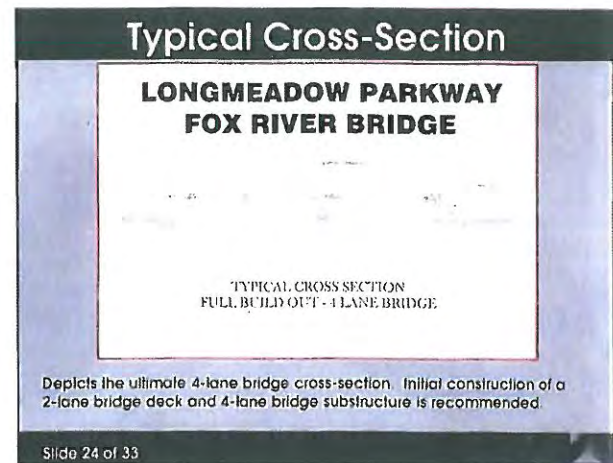 Typical Cross-Section
LONGMEADOW PARKWAY
FOX RIVER BRIDGE
TYPICAL CROSS SECTION
FULL BUILD OUT - 4 LANE BRIDGE
Depicts the ultimate 4-lane bridge cross-section. Initial construction of a
2-lane bridge deck and 4-lane bridge substructure is recommended.
Slide 24 of 33